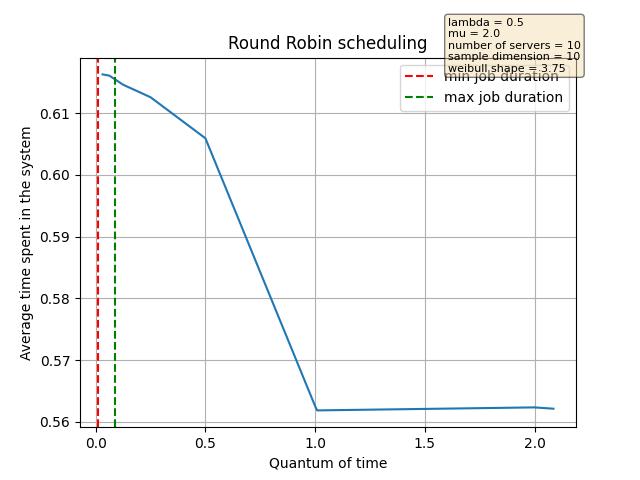 Round Robin scheduling
lambda = 0.5
mu = 2.0
number of servers = 10
sample dimension = 10
weibull shape = 3.75
min job duration
max job duration
Average time spent in the system
0.61
0.60
0.59
0.58
0.57
0.56
0.0 0.5 1.0 1.5 2.0
Quantum of time